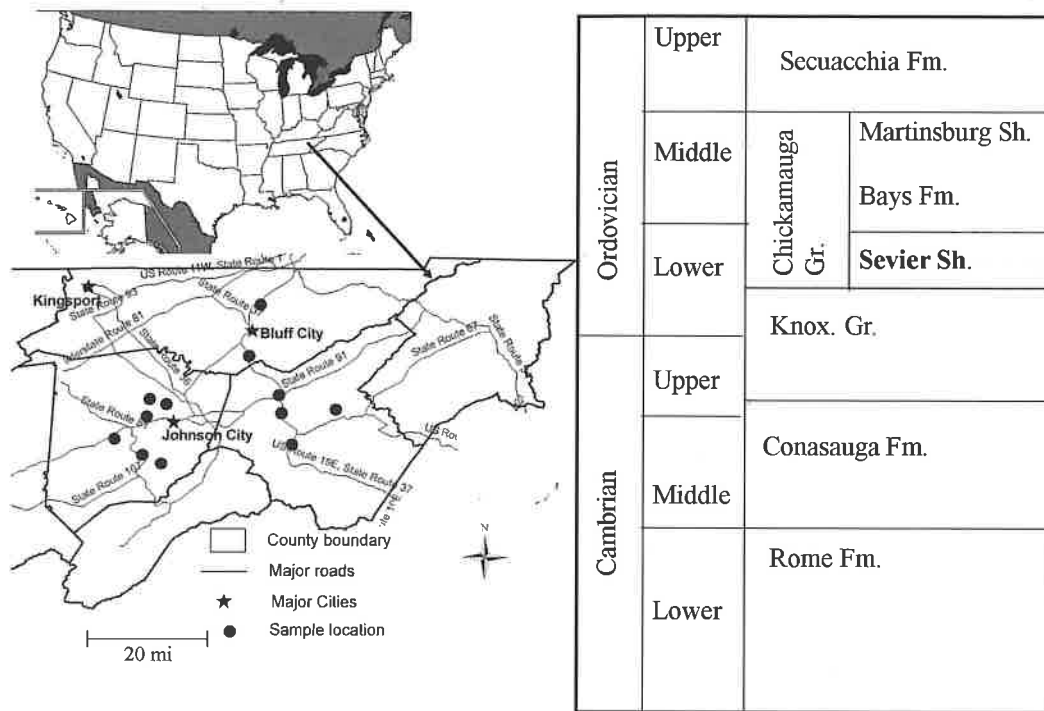 US Route 11W, State Route 1
Kingsport
State Route 93
State Route 37
Interstate Route 81
Bluff City
State Route 36
State Route 91
State Route 67
State Route
Johnson City
US Route 19E, State Route 37
State Route 107
N
County boundary
Major roads
Major Cities
Sample location
20 mi
Ordovician
Upper
Secuacchia Fm.
Middle
Chickamauga
Gr.
Martinsburg Sh.
Bays Fm.
Lower
Sevier Sh.
Knox. Gr.
Cambrian
Upper
Conasauga Fm.
Middle
Rome Fm.
Lower